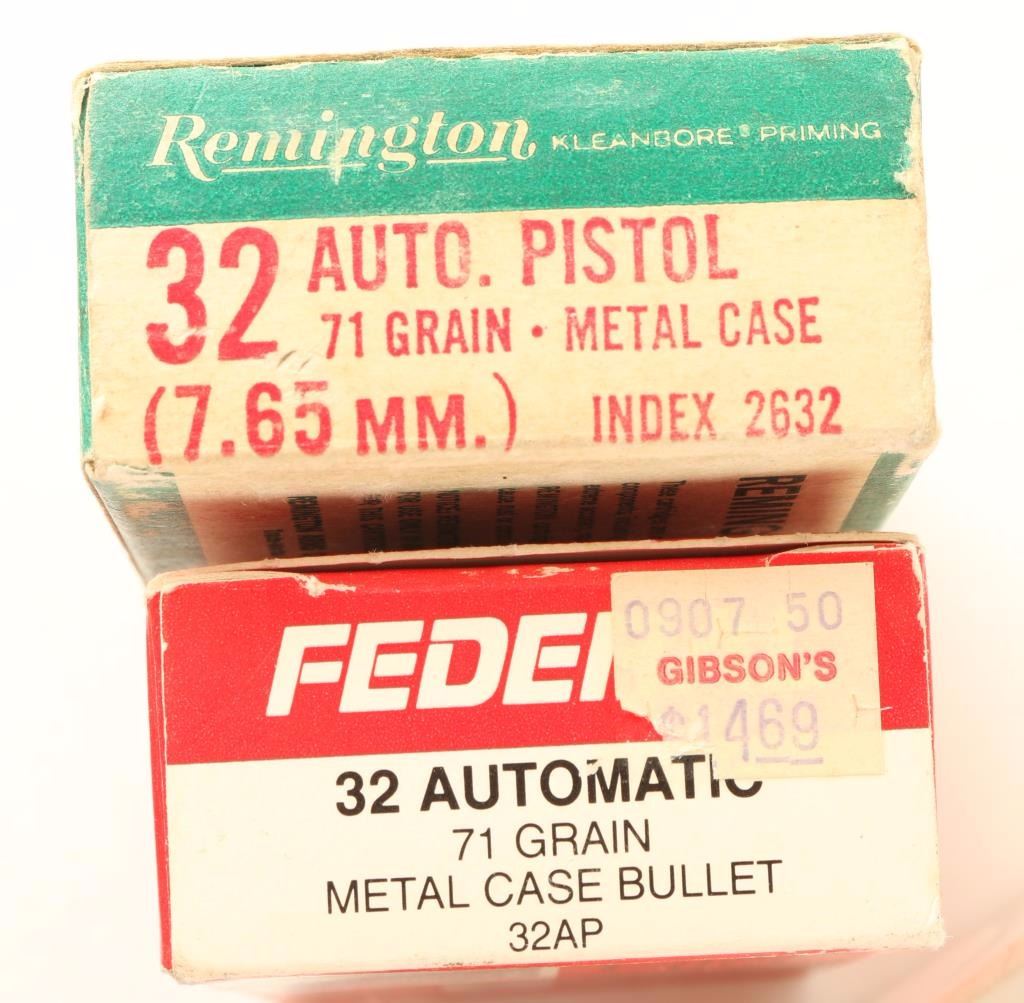 Remington KLEANBORE® PRIMING
32 AUTO. PISTOL
71 GRAIN · METAL CASE
(7.65 MM.) INDEX 2632
FEDE
0907 50
GIBSON'S
$1469
32 AUTOMATIC
71 GRAIN
METAL CASE BULLET
32AP